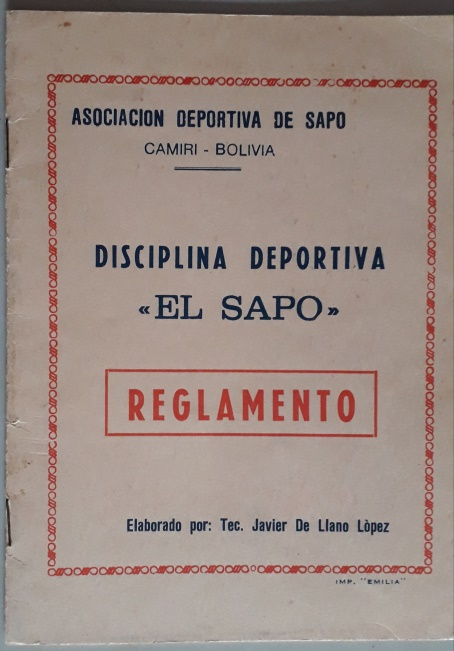 ASOCIACION DEPORTIVA DE SAPO
CAMIRI - BOLIVIA
DISCIPLINA DEPORTIVA
«EL SAPO»
REGLAMENTO
Elaborado por: Tec. Javier De Llano Lòpez
IMP. "EMILIA"